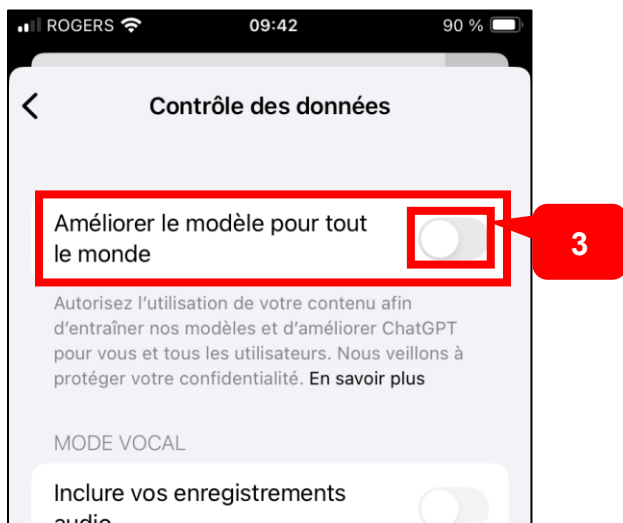 ROGERS 09:42 90 %
Contrôle des données
Améliorer le modèle pour tout
le monde
3
Autorisez l’utilisation de votre contenu afin
d’entraîner nos modèles et d’améliorer ChatGPT
pour vous et tous les utilisateurs. Nous veillons à
protéger votre confidentialité. En savoir plus
MODE VOCAL
Inclure vos enregistrements
audio